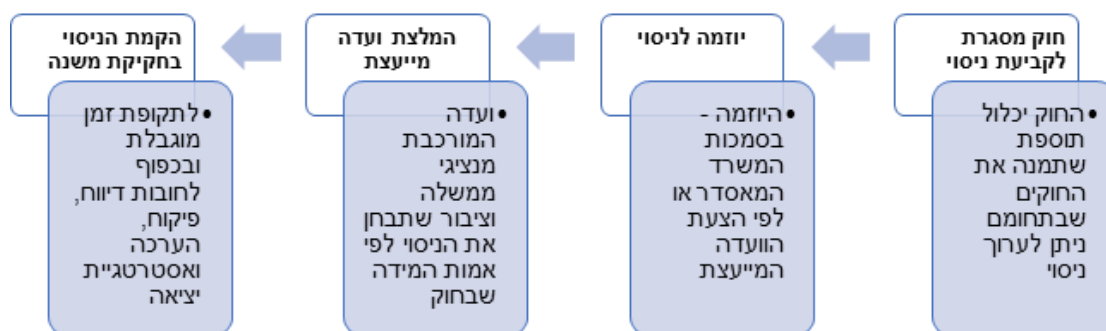 חוק מסגרת
לקביעת ניסוי
• החוק יכלול
תוספת
שתמנה את
החוקים
שבתחומם
ניתן לערוך
ניסוי
יוזמה לניסוי
• היוזמה -
בסמכות
המשרד
המאסדר או
לפי הצעת
הוועדה
המייעצת
המלצת ועדה
מייעצת
• ועדה
המורכבת
מנציגי
ממשלה
וציבור שתבחן
את הניסוי לפי
אמות המידה
שבחוק
הקמת הניסוי
בחקיקת משנה
• לתקופת זמן
מוגבלת
ובכפוף
לחובות דיווח,
פיקוח,
הערכה
ואסטרטגיית
יציאה